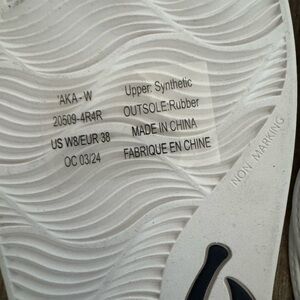 'AKA - W
20509-4R4R
US W8/EUR 38
OC 03/24
Upper: Synthetic
OUTSOLE:Rubber
MADE IN CHINA
FABRIQUE EN CHINE
NON MARKING